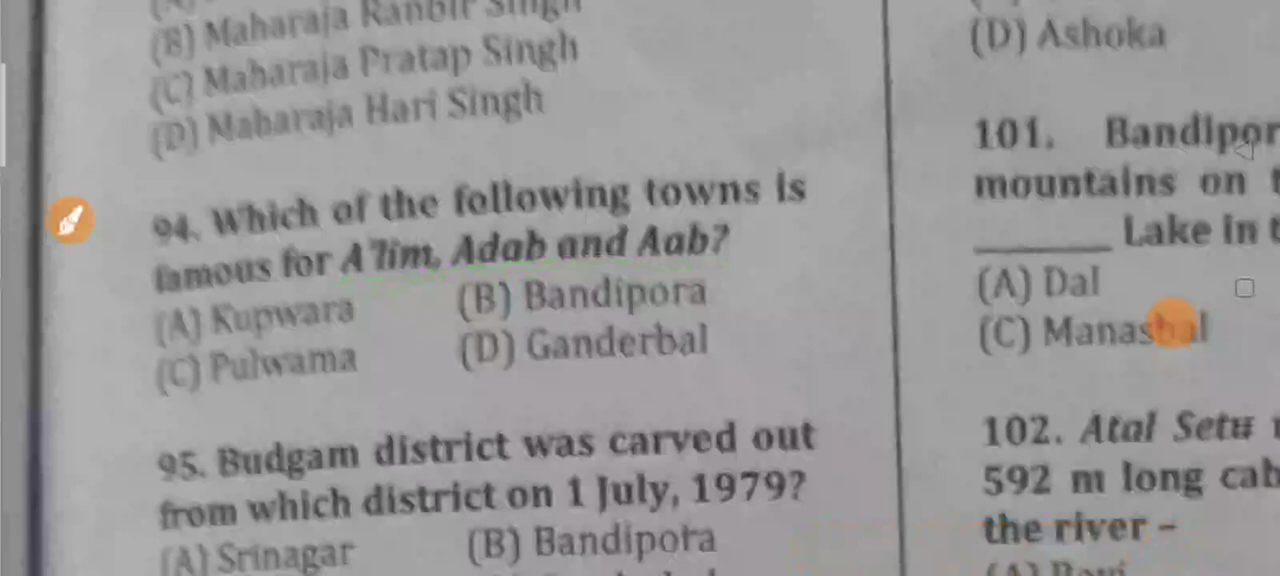 (B) Maharaja Ranbir Singh
(C) Maharaja Pratap Singh
(D) Maharaja Hari Singh
94. Which of the following towns is
famous for A'lim, Adab and Aab?
(A) Kupwara (B) Bandipora
(C) Pulwama (D) Ganderbal
95. Budgam district was carved out
from which district on 1 July, 1979?
(A) Srinagar (B) Bandipora
(D) Ashoka
101. Bandipor
mountains on
______ Lake in t
(A) Dal
(C) Manasbal
102. Atal Setu
592 m long cab
the river –
(A) Ravi